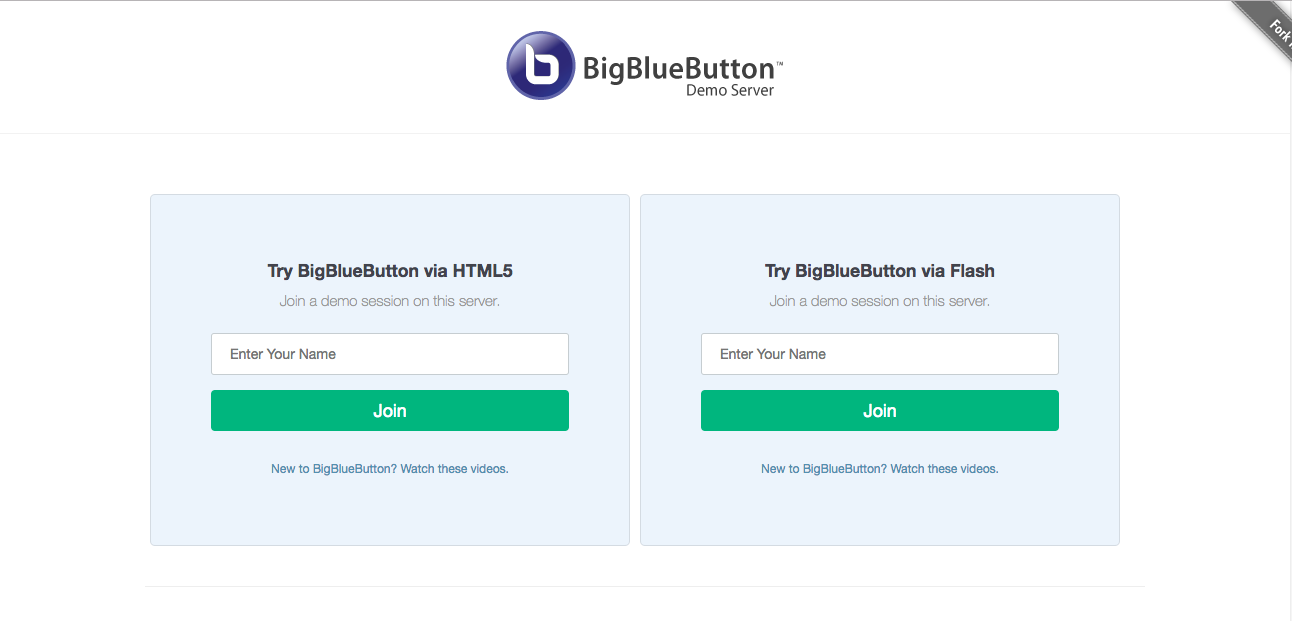 Fork
BigBlueButton™
Demo Server
Try BigBlueButton via HTML5
Join a demo session on this server.
Enter Your Name
Join
New to BigBlueButton? Watch these videos.
Try BigBlueButton via Flash
Join a demo session on this server.
Enter Your Name
Join
New to BigBlueButton? Watch these videos.